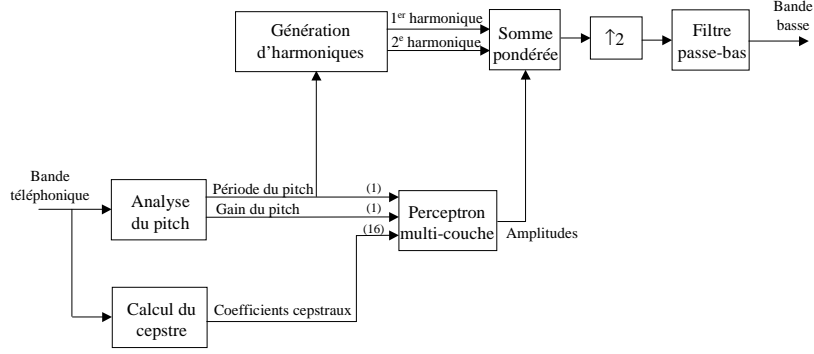 Génération
d'harmoniques
1er harmonique
2e harmonique
Somme
pondérée
↑2
Filtre
passe-bas
Bande
basse
Bande
téléphonique
Analyse
du pitch
Période du pitch
(1)
Gain du pitch
(1)
(16)
Perceptron
multi-couche
Amplitudes
Calcul du
cepstre
Coefficients cepstraux